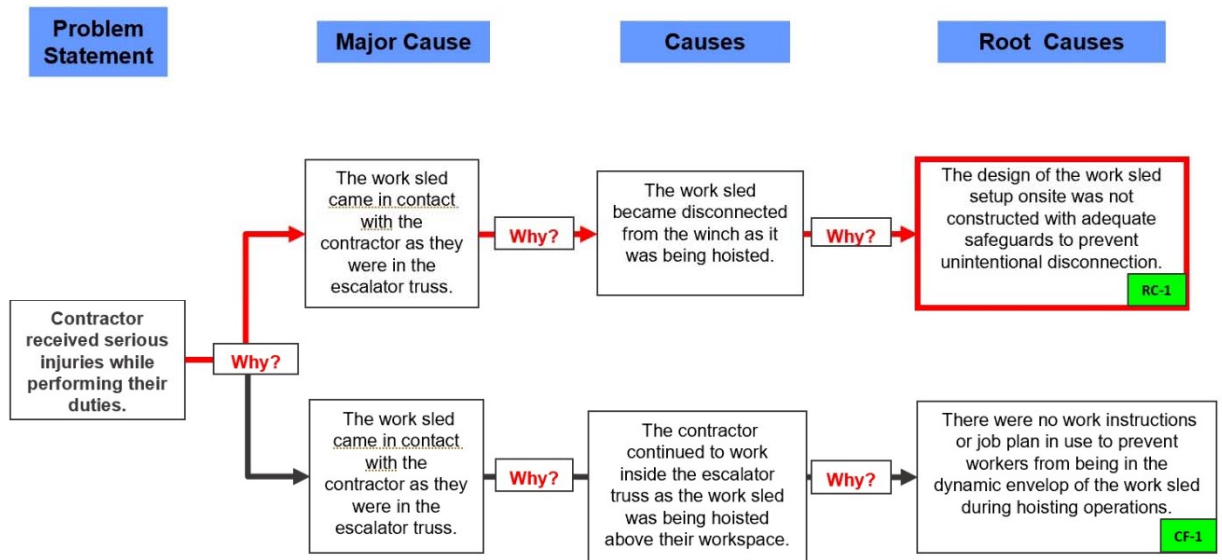 Problem
Statement
Major Cause
Causes
Root Causes
The work sled
came in contact
with the
contractor as they
were in the
escalator truss.
Why?
The work sled
became disconnected
from the winch as it
was being hoisted.
Why?
The design of the work sled
setup onsite was not
constructed with adequate
safeguards to prevent
unintentional disconnection.
RC-1
Contractor
received serious
injuries while
performing their
duties.
Why?
The work sled
came in contact
with the
contractor as they
were in the
escalator truss.
Why?
The contractor
continued to work
inside the escalator
truss as the work sled
was being hoisted
above their workspace.
Why?
There were no work instructions
or job plan in use to prevent
workers from being in the
dynamic envelop of the work sled
during hoisting operations.
CF-1